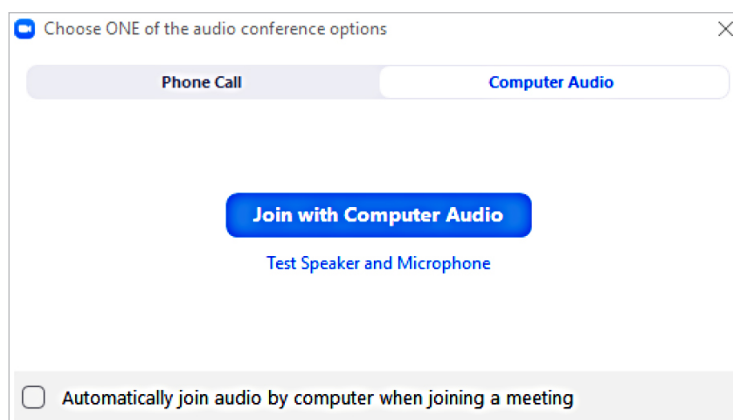 Choose ONE of the audio conference options
Phone Call
Computer Audio
Join with Computer Audio
Test Speaker and Microphone
Automatically join audio by computer when joining a meeting